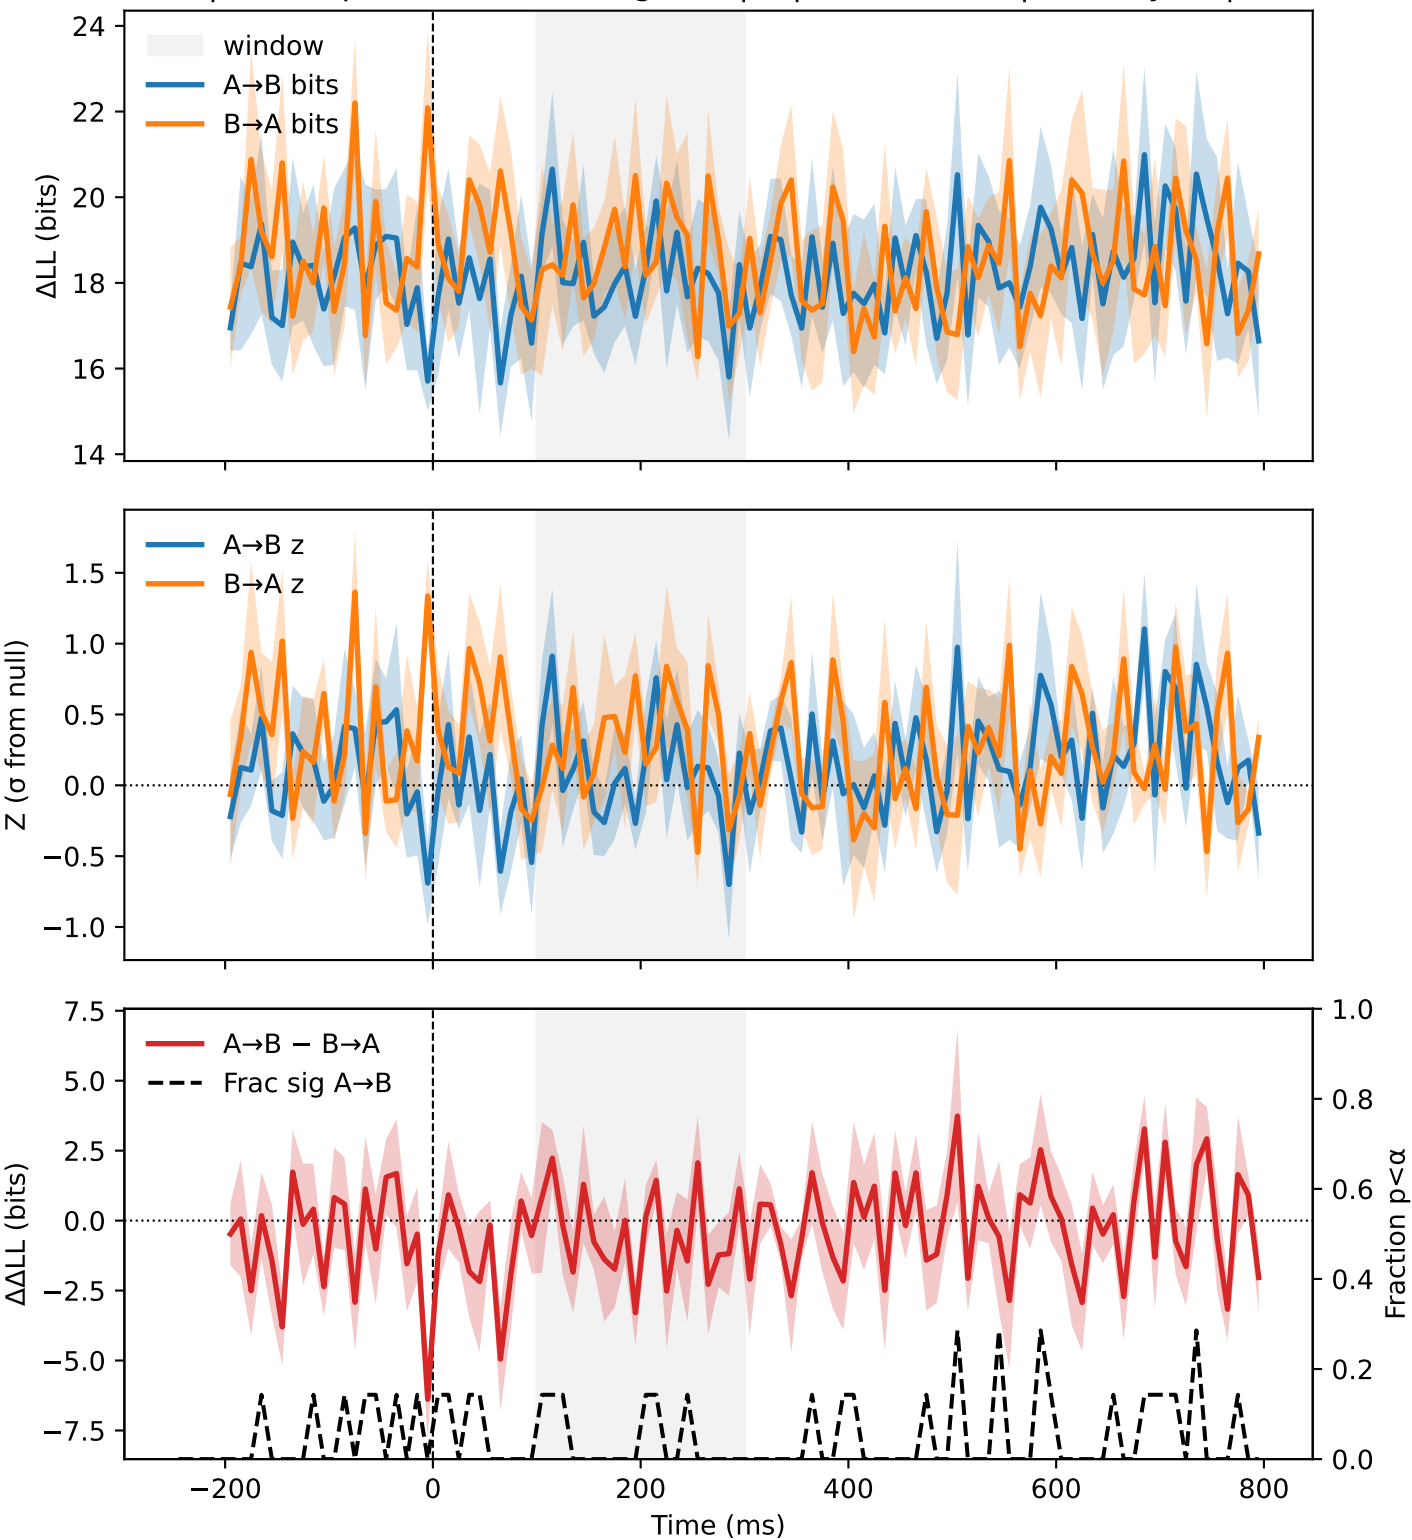 24
22
20
18
16
14
ΔLL (bits)
window
A→B bits
B→A bits
1.5
1.0
0.5
0.0
−0.5
−1.0
Z (σ from null)
A→B z
B→A z
7.5
5.0
2.5
0.0
−2.5
−5.0
−7.5
ΔΔLL (bits)
A→B − B→A
Frac sig A→B
1.0
0.8
0.6
0.4
0.2
0.0
Fraction p<α
−200
0
200
400
600
800
Time (ms)